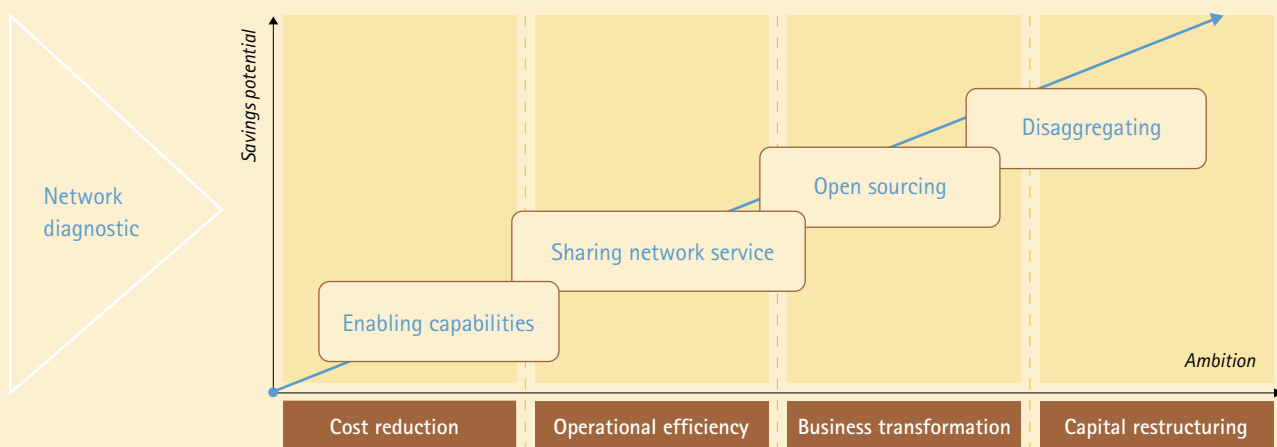 Network
diagnostic
Savings potential
Disaggregating
Open sourcing
Sharing network service
Enabling capabilities
Ambition
Cost reduction
Operational efficiency
Business transformation
Capital restructuring